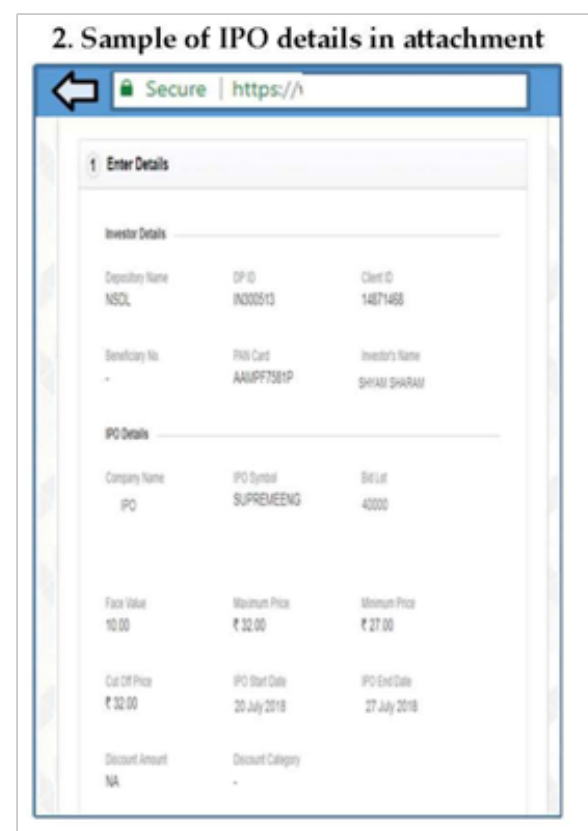 2. Sample of IPO details in attachment
Secure | https://
1 Enter Details
Investor Details
Depository Name DP ID Client ID
NSDL IN300513 14871468
Beneficiary No. PAN Card Investor's Name
- AAMPF7581P SHYAM SHARAM
IPO Details
Company Name IPO Symbol Bid Lot
IPO SUPREMEENG 40000
Face Value Maximum Price Minimum Price
10.00 ₹ 32.00 ₹ 27.00
Cut Off Price IPO Start Date IPO End Date
₹ 32.00 20 July 2018 27 July 2018
Discount Amount Discount Category
NA -